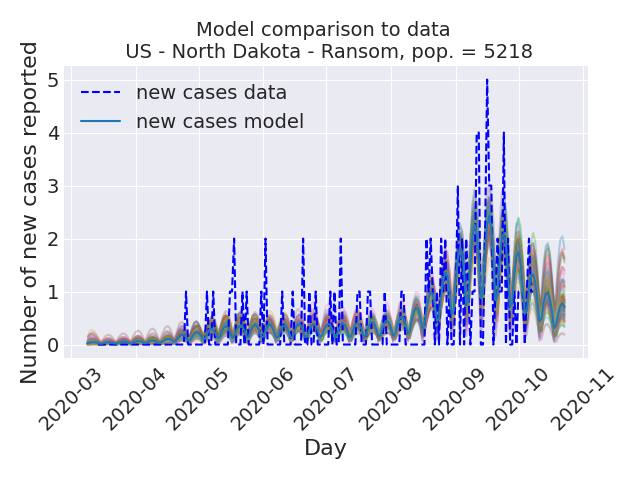 Model comparison to data
US - North Dakota - Ransom, pop. = 5218
Number of new cases reported
5
4
3
2
1
0
new cases data
new cases model
2020-03
2020-04
2020-05
2020-06
2020-07
2020-08
2020-09
2020-10
2020-11
Day